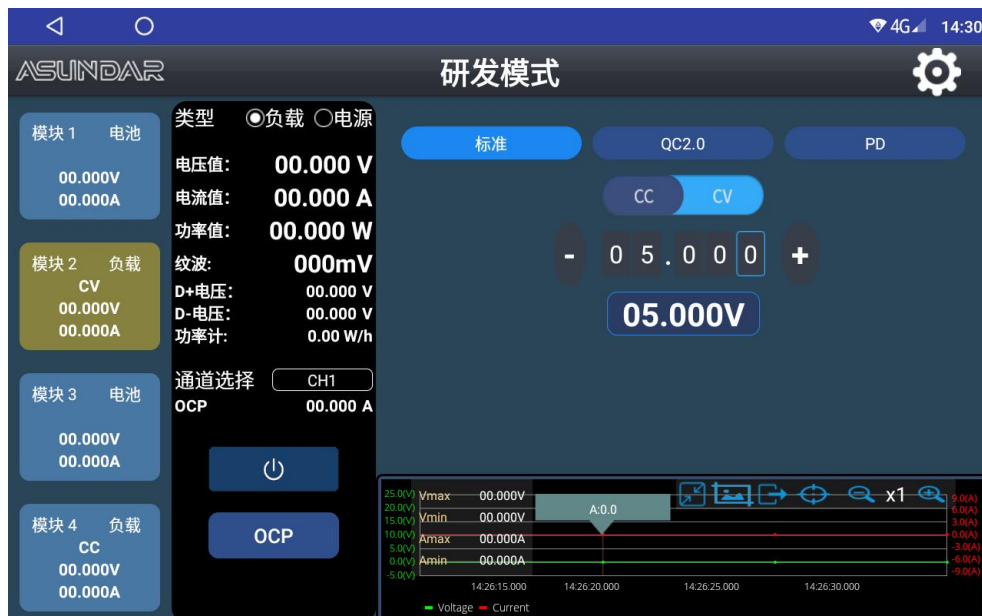 4G 14:30
ASUNDAR 研发模式
模块 1 电池
00.000V
00.000A
模块 2 负载
CV
00.000V
00.000A
模块 3 电池
00.000V
00.000A
模块 4 负载
CC
00.000V
00.000A
类型 负载 电源
电压值: 00.000 V
电流值: 00.000 A
功率值: 00.000 W
纹波: 000mV
D+电压: 00.000 V
D-电压: 00.000 V
功率计: 0.00 W/h
通道选择 CH1
OCP 00.000 A
OCP
标准 QC2.0 PD
CC CV
- 0 5 . 0 0 0 +
05.000V
25.0(V)
20.0(V)
15.0(V)
10.0(V)
5.0(V)
0.0(V)
-5.0(V)
Vmax 00.000V
Vmin 00.000V
Amax 00.000A
Amin 00.000A
A:0.0
x1
9.0(A)
6.0(A)
3.0(A)
0.0(A)
-3.0(A)
-6.0(A)
-9.0(A)
14:26:15.000 14:26:20.000 14:26:25.000 14:26:30.000
Voltage Current